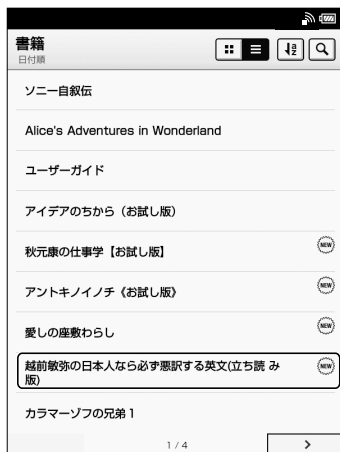 書籍
日付順
ソニー自叙伝
Alice's Adventures in Wonderland
ユーザーガイド
アイデアのちから（お試し版）
秋元康の仕事学【お試し版】
NEW
アントキノイノチ《お試し版》
NEW
愛しの座敷わらし
NEW
越前敏弥の日本人なら必ず悪訳する英文(立ち読 み
版)
NEW
カラマーゾフの兄弟 1
1 / 4